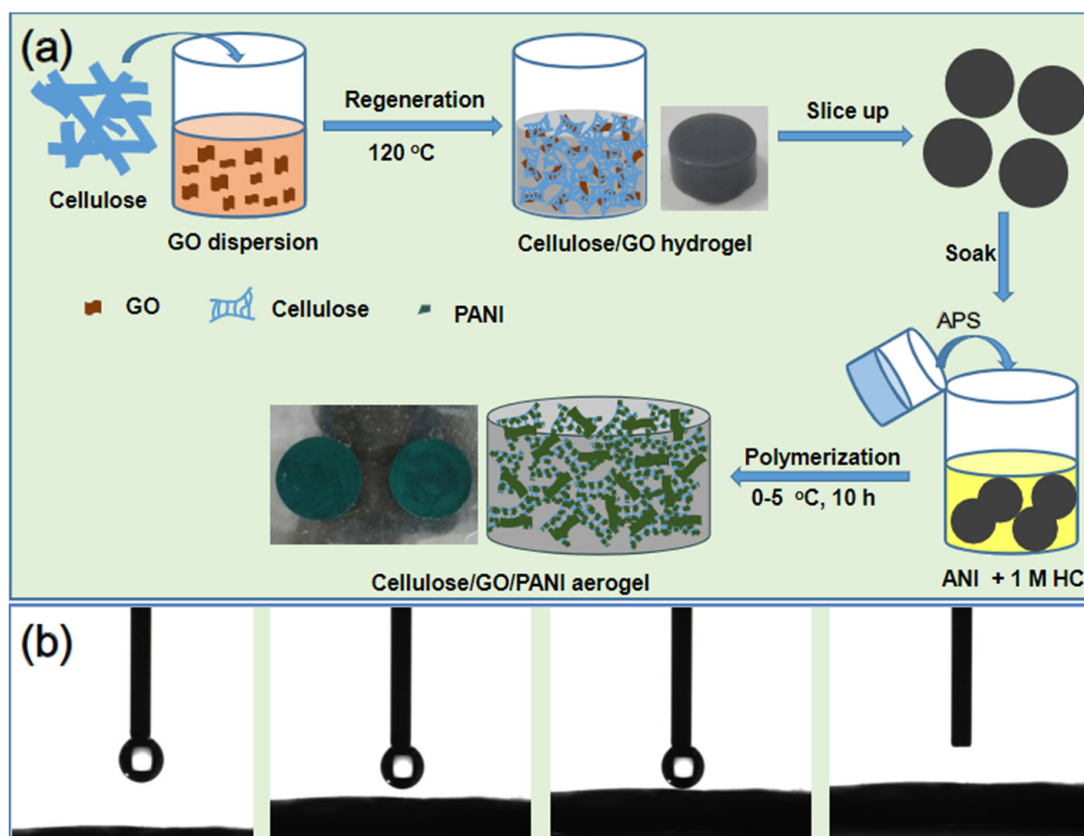 (a)
Cellulose
GO dispersion
Regeneration
120 °C
Cellulose/GO hydrogel
Slice up
Soak
GO
Cellulose
PANI
APS
ANI + 1 M HC
Polymerization
0-5 °C, 10 h
Cellulose/GO/PANI aerogel
(b)